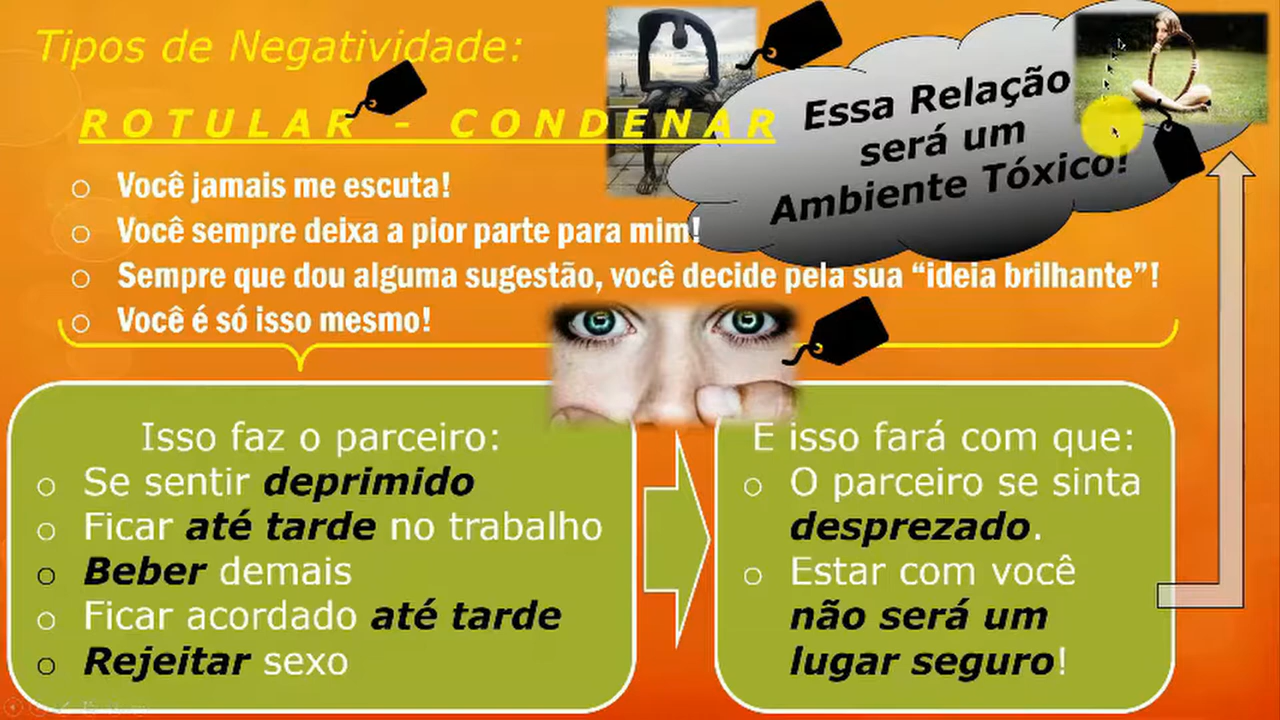 Tipos de Negatividade:
ROTULAR - CONDENAR
Essa Relação
será um
Ambiente Tóxico!
o Você jamais me escuta!
o Você sempre deixa a pior parte para mim!
o Sempre que dou alguma sugestão, você decide pela sua “ideia brilhante”!
o Você é só isso mesmo!
Isso faz o parceiro:
o Se sentir deprimido
o Ficar até tarde no trabalho
o Beber demais
o Ficar acordado até tarde
o Rejeitar sexo
E isso fará com que:
o O parceiro se sinta
desprezado.
o Estar com você
não será um
lugar seguro!